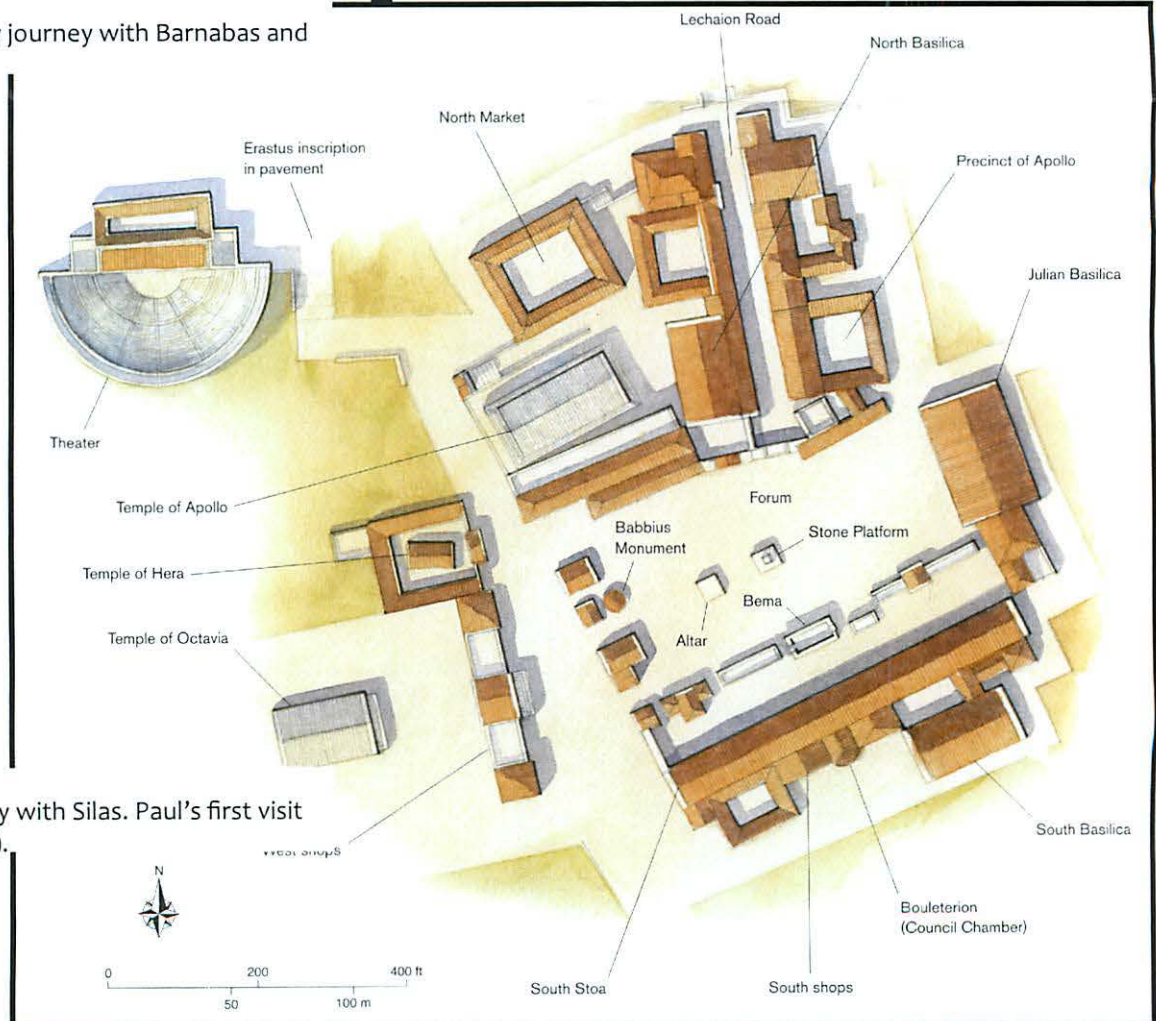 journey with Barnabas and
Lechaion Road
North Basilica
North Market
Erastus inscription
in pavement
Precinct of Apollo
Julian Basilica
Theater
Temple of Apollo
Forum
Babbius
Monument
Stone Platform
Temple of Hera
Bema
Temple of Octavia
Altar
y with Silas. Paul's first visit
).
West shops
South Basilica
N
Bouleterion
(Council Chamber)
0 200 400 ft
50 100 m
South Stoa
South shops